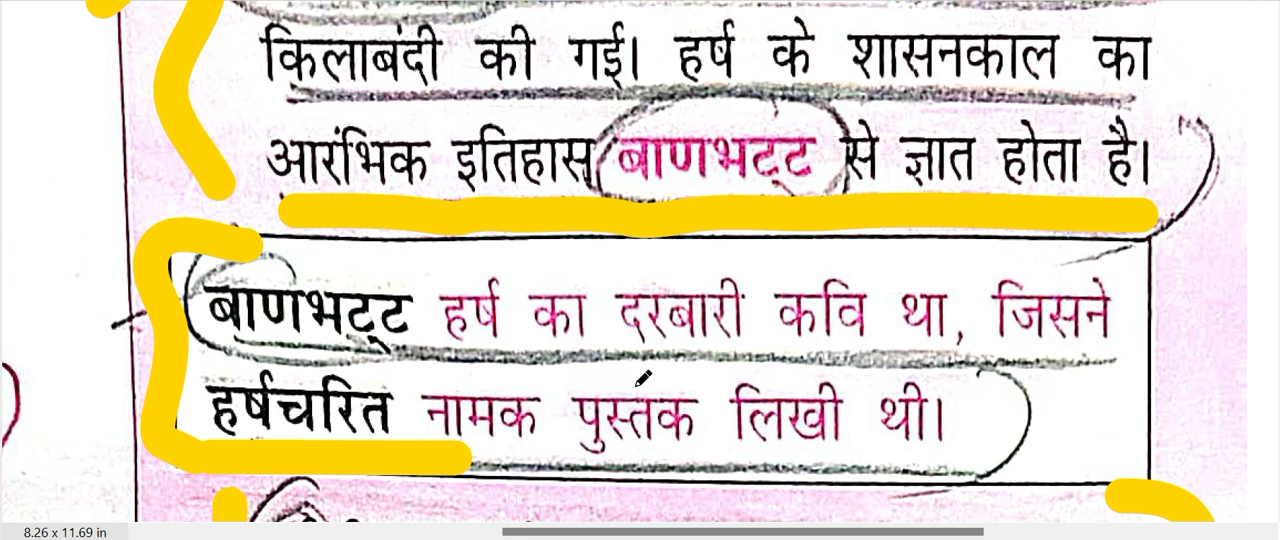 किलाबंदी की गई। हर्ष के शासनकाल का
आरंभिक इतिहास बाणभट्ट से ज्ञात होता है।
बाणभट्ट हर्ष का दरबारी कवि था, जिसने
हर्षचरित नामक पुस्तक लिखी थी।
8.26 x 11.69 in